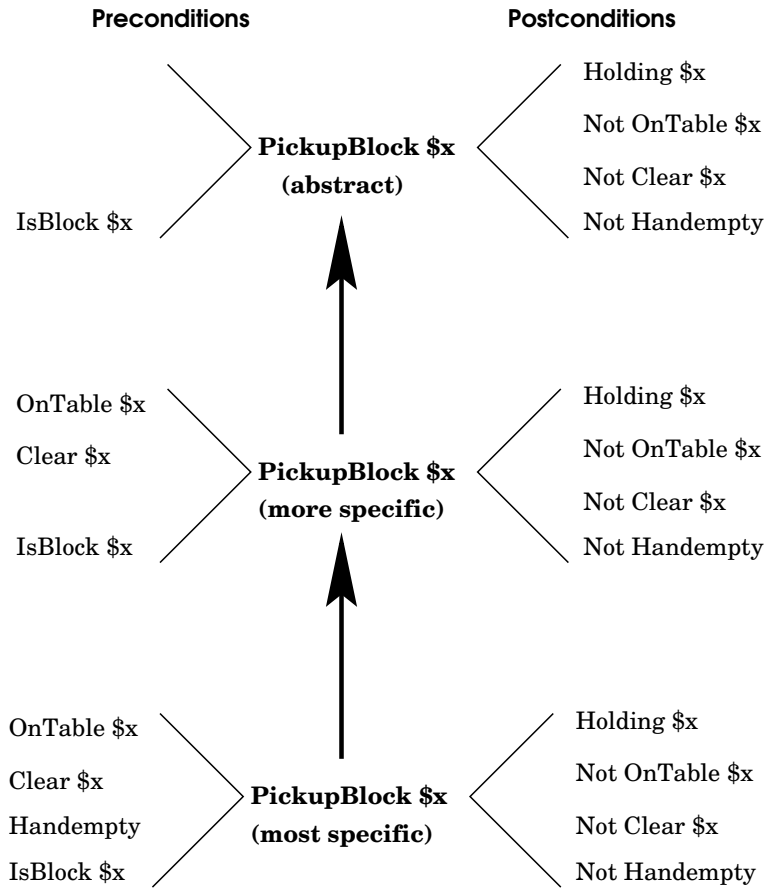 Preconditions
Postconditions
Holding $x
Not OnTable $x
PickupBlock $x
(abstract)
Not Clear $x
IsBlock $x
Not Handempty
OnTable $x
Holding $x
Clear $x
Not OnTable $x
PickupBlock $x
(more specific)
Not Clear $x
IsBlock $x
Not Handempty
OnTable $x
Holding $x
Clear $x
Not OnTable $x
PickupBlock $x
(most specific)
Handempty
Not Clear $x
IsBlock $x
Not Handempty